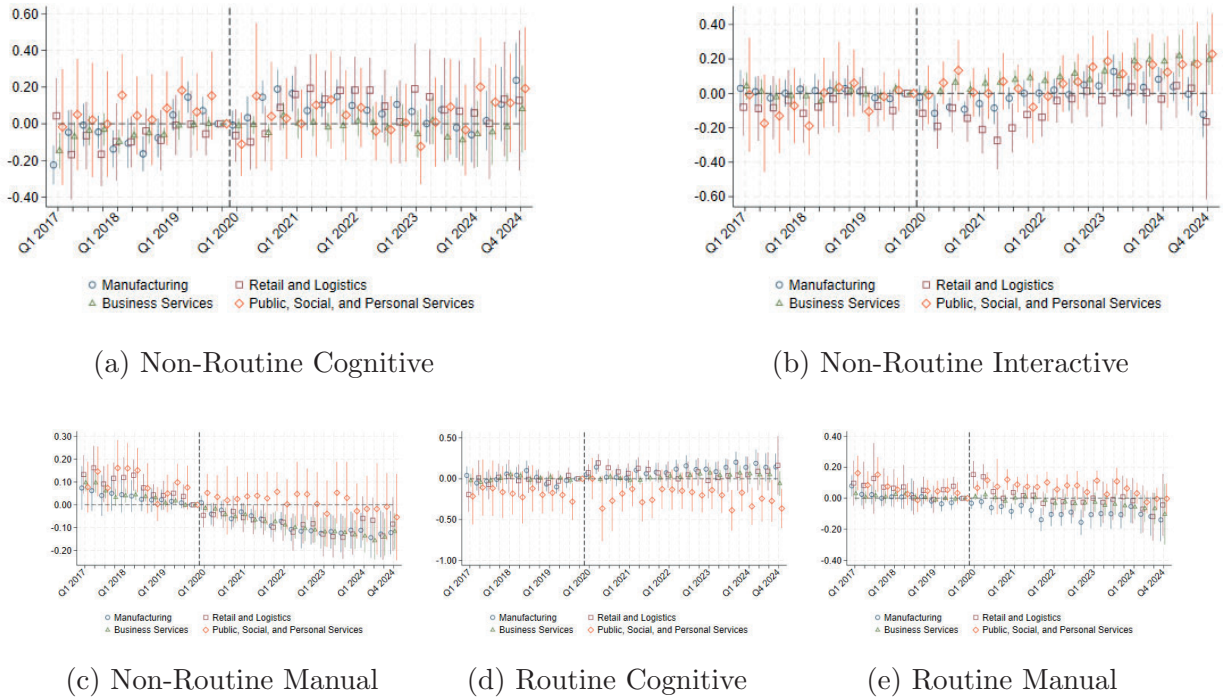 0.60
0.40
0.20
0.00
-0.20
-0.40
Q1 2017
Q1 2018
Q1 2019
Q1 2020
Q1 2021
Q1 2022
Q1 2023
Q1 2024
Q4 2024
Manufacturing
Retail and Logistics
Business Services
Public, Social, and Personal Services
(a) Non-Routine Cognitive
0.40
0.20
0.00
-0.20
-0.40
-0.60
Q1 2017
Q1 2018
Q1 2019
Q1 2020
Q1 2021
Q1 2022
Q1 2023
Q1 2024
Q4 2024
Manufacturing
Retail and Logistics
Business Services
Public, Social, and Personal Services
(b) Non-Routine Interactive
0.30
0.20
0.10
0.00
-0.10
-0.20
Q1 2017
Q1 2018
Q1 2019
Q1 2020
Q1 2021
Q1 2022
Q1 2023
Q1 2024
Q4 2024
Manufacturing
Retail and Logistics
Business Services
Public, Social, and Personal Services
(c) Non-Routine Manual
0.50
0.00
-0.50
-1.00
Q1 2017
Q1 2018
Q1 2019
Q1 2020
Q1 2021
Q1 2022
Q1 2023
Q1 2024
Q4 2024
Manufacturing
Retail and Logistics
Business Services
Public, Social, and Personal Services
(d) Routine Cognitive
0.40
0.20
0.00
-0.20
-0.40
Q1 2017
Q1 2018
Q1 2019
Q1 2020
Q1 2021
Q1 2022
Q1 2023
Q1 2024
Q4 2024
Manufacturing
Retail and Logistics
Business Services
Public, Social, and Personal Services
(e) Routine Manual